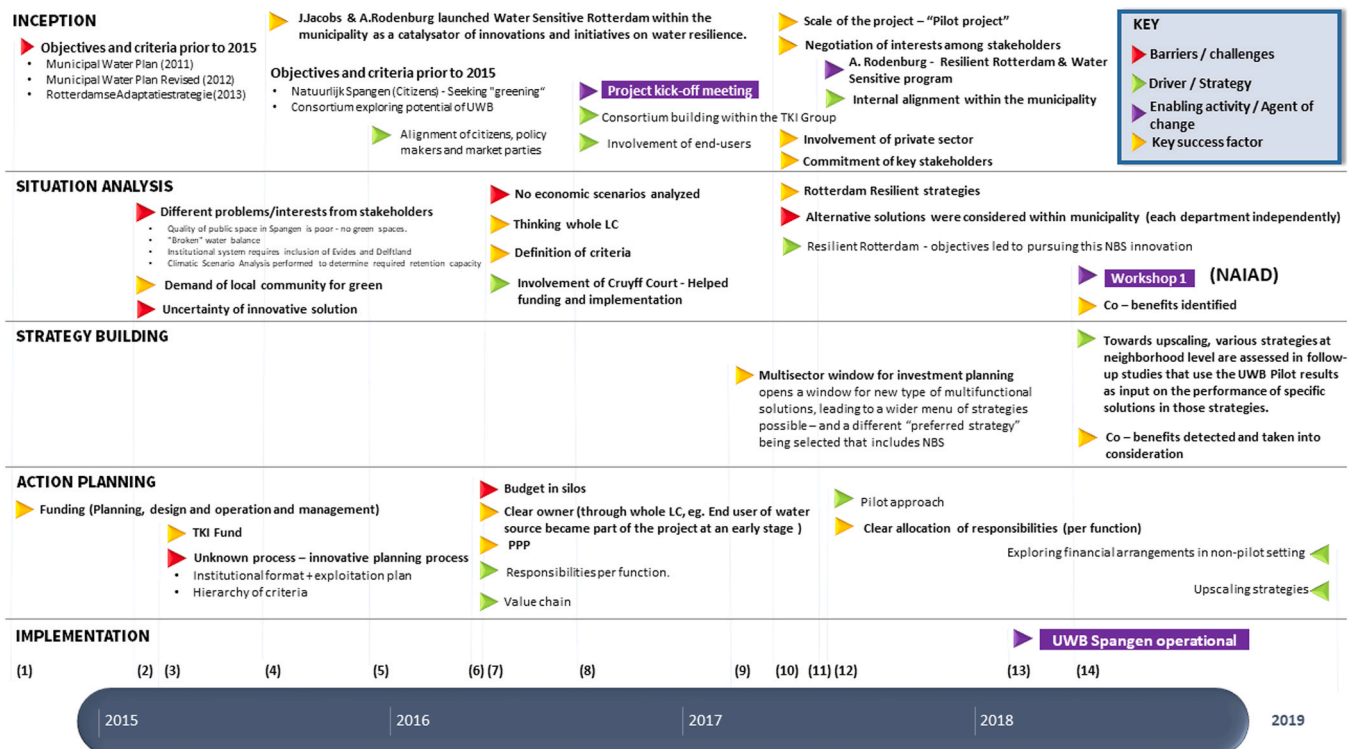 INCEPTION
Objectives and criteria prior to 2015
• Municipal Water Plan (2011)
• Municipal Water Plan Revised (2012)
• RotterdamseAdaptatiestrategie(2013)
J.Jacobs & A.Rodenburg launched Water Sensitive Rotterdam within the
municipality as a catalysator of innovations and initiatives on water resilience.
Objectives and criteria prior to 2015
• Natuurlijk Spangen (Citizens) - Seeking "greening"
• Consortium exploring potential of UWB
Alignment of citizens, policy
makers and market parties
Project kick-off meeting
Consortium building within the TKI Group
Involvement of end-users
Scale of the project – "Pilot project"
Negotiation of interests among stakeholders
A. Rodenburg - Resilient Rotterdam & Water
Sensitive program
Internal alignment within the municipality
Involvement of private sector
Commitment of key stakeholders
KEY
Barriers / challenges
Driver / Strategy
Enabling activity / Agent of
change
Key success factor
SITUATION ANALYSIS
Different problems/interests from stakeholders
• Quality of public space in Spangen is poor - no green spaces.
• "Broken" water balance
• Institutional system requires inclusion of Evides and Delftland
• Climatic Scenario Analysis performed to determine required retention capacity
Demand of local community for green
Uncertainty of innovative solution
No economic scenarios analyzed
Thinking whole LC
Definition of criteria
Involvement of Cruyff Court - Helped
funding and implementation
Rotterdam Resilient strategies
Alternative solutions were considered within municipality (each department independently)
Resilient Rotterdam - objectives led to pursuing this NBS innovation
Workshop 1 (NAIAD)
Co – benefits identified
STRATEGY BUILDING
Multisector window for investment planning
opens a window for new type of multifunctional
solutions, leading to a wider menu of strategies
possible – and a different "preferred strategy"
being selected that includes NBS
Towards upscaling, various strategies at
neighborhood level are assessed in follow-
up studies that use the UWB Pilot results
as input on the performance of specific
solutions in those strategies.
Co – benefits detected and taken into
consideration
ACTION PLANNING
Funding (Planning, design and operation and management)
TKI Fund
Unknown process – innovative planning process
• Institutional format + exploitation plan
• Hierarchy of criteria
Budget in silos
Clear owner (through whole LC, eg. End user of water
source became part of the project at an early stage )
PPP
Responsibilities per function.
Value chain
Pilot approach
Clear allocation of responsibilities (per function)
Exploring financial arrangements in non-pilot setting
Upscaling strategies
IMPLEMENTATION
UWB Spangen operational
(1) (2) (3) (4) (5) (6) (7) (8) (9) (10) (11) (12) (13) (14)
2015 2016 2017 2018 2019